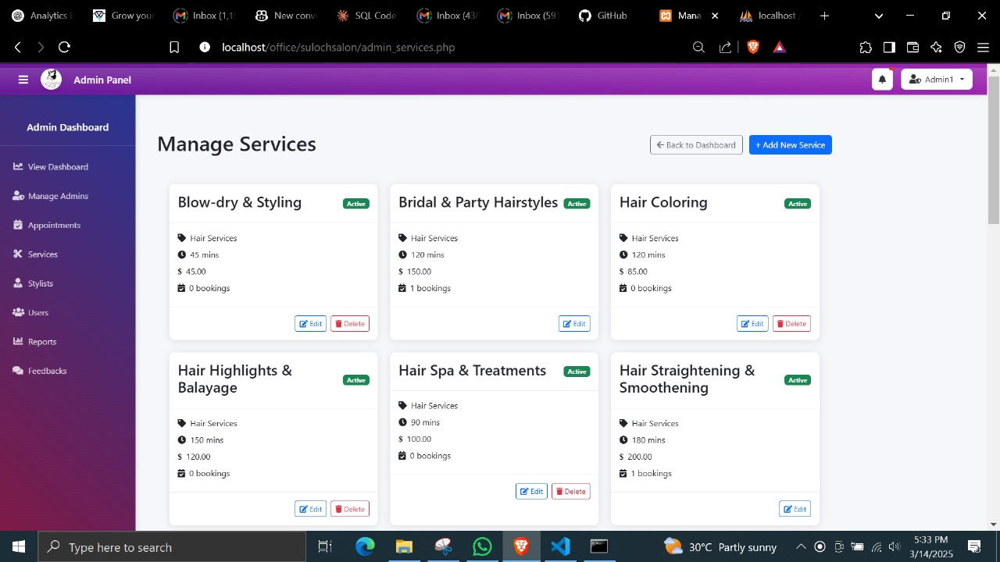 Analytics
Grow your
Inbox (1,1
New conv
SQL Code
Inbox (438
Inbox (591
GitHub
Mana
localhost
localhost/office/sulochsalon/admin_services.php
Admin Panel
Admin1
Admin Dashboard
View Dashboard
Manage Admins
Appointments
Services
Stylists
Users
Reports
Feedbacks
Manage Services
Back to Dashboard
+ Add New Service
Blow-dry & Styling
Active
Hair Services
45 mins
$ 45.00
0 bookings
Edit
Delete
Bridal & Party Hairstyles
Active
Hair Services
120 mins
$ 150.00
1 bookings
Edit
Hair Coloring
Active
Hair Services
120 mins
$ 85.00
0 bookings
Edit
Delete
Hair Highlights &
Balayage
Active
Hair Services
150 mins
$ 120.00
0 bookings
Edit
Delete
Hair Spa & Treatments
Active
Hair Services
90 mins
$ 100.00
0 bookings
Edit
Delete
Hair Straightening &
Smoothening
Active
Hair Services
180 mins
$ 200.00
1 bookings
Edit
Type here to search
30°C Partly sunny
5:33 PM
3/14/2025